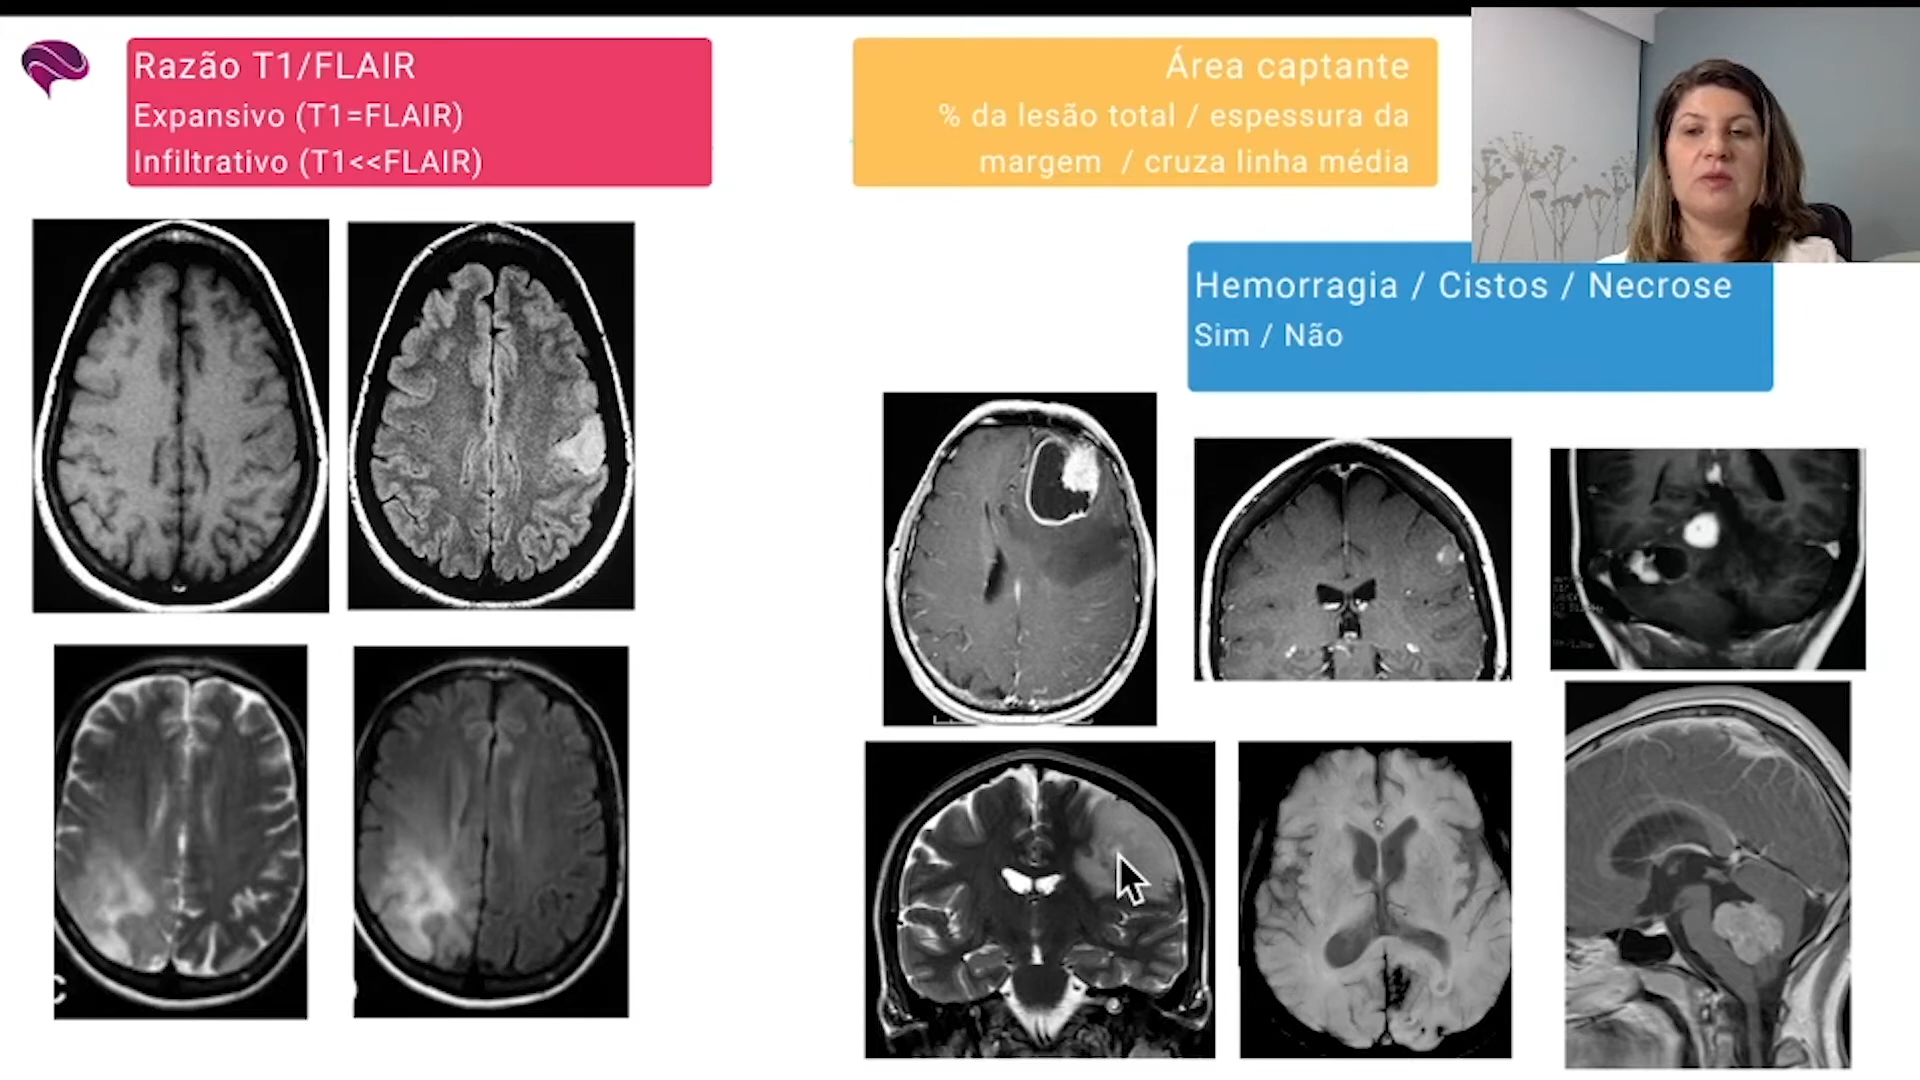 Razão T1/FLAIR
Expansivo (T1=FLAIR)
Infiltrativo (T1<<FLAIR)
Área captante
% da lesão total / espessura da
margem / cruza linha média
Hemorragia / Cistos / Necrose
Sim / Não
C